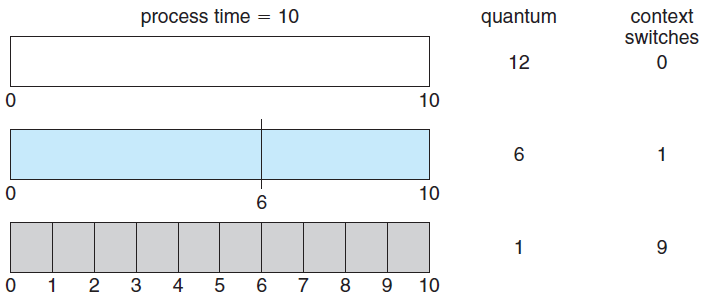 process time = 10 quantum context
switches
12 0
0 10
6 1
0 6 10
1 9
0 1 2 3 4 5 6 7 8 9 10